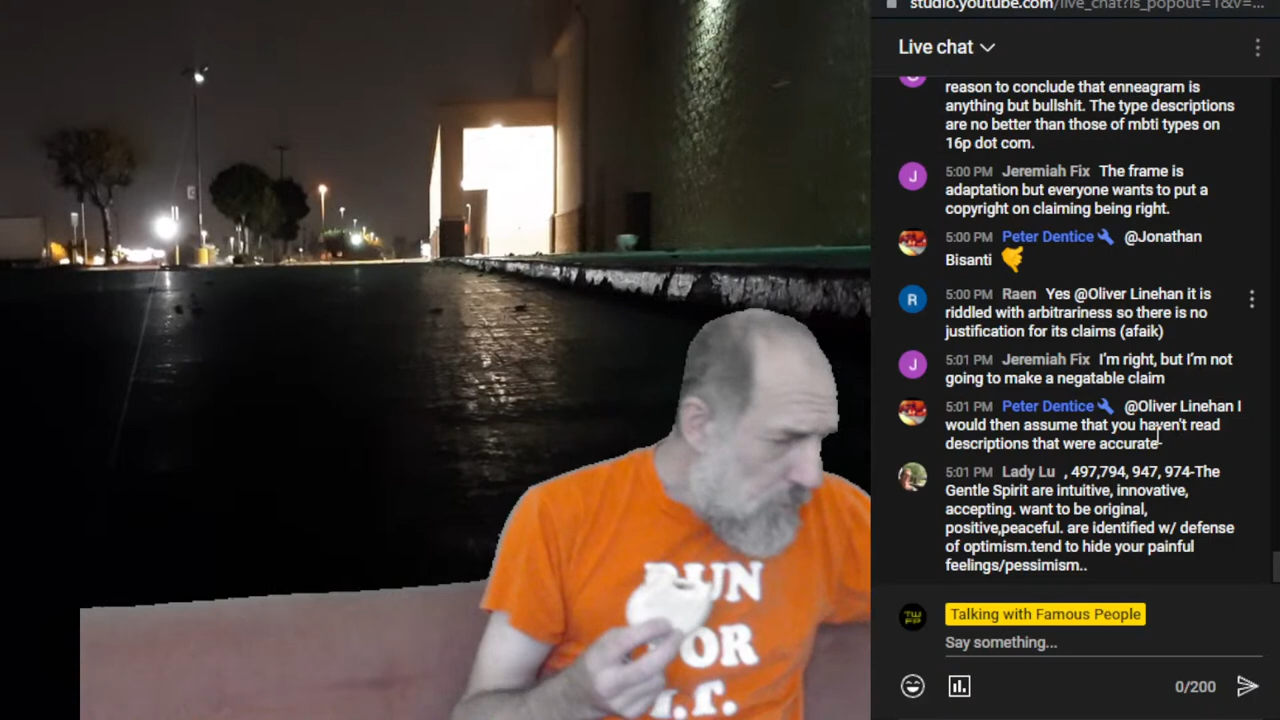 studio.youtube.com/live_chat?is_popout=1&v=...
Live chat
reason to conclude that enneagram is
anything but bullshit. The type descriptions
are no better than those of mbti types on
16p dot com.
J
5:00 PM Jeremiah Fix The frame is
adaptation but everyone wants to put a
copyright on claiming being right.
5:00 PM Peter Dentice @Jonathan
Bisanti
R
5:00 PM Raen Yes @Oliver Linehan it is
riddled with arbitrariness so there is no
justification for its claims (afaik)
J
5:01 PM Jeremiah Fix I'm right, but I'm not
going to make a negatable claim
5:01 PM Peter Dentice @Oliver Linehan I
would then assume that you haven't read
descriptions that were accurate-
5:01 PM Lady Lu , 497,794, 947, 974-The
Gentle Spirit are intuitive, innovative,
accepting. want to be original,
positive,peaceful. are identified w/ defense
of optimism.tend to hide your painful
feelings/pessimism..
TW
FP
Talking with Famous People
Say something...
0/200
RUN
FOR